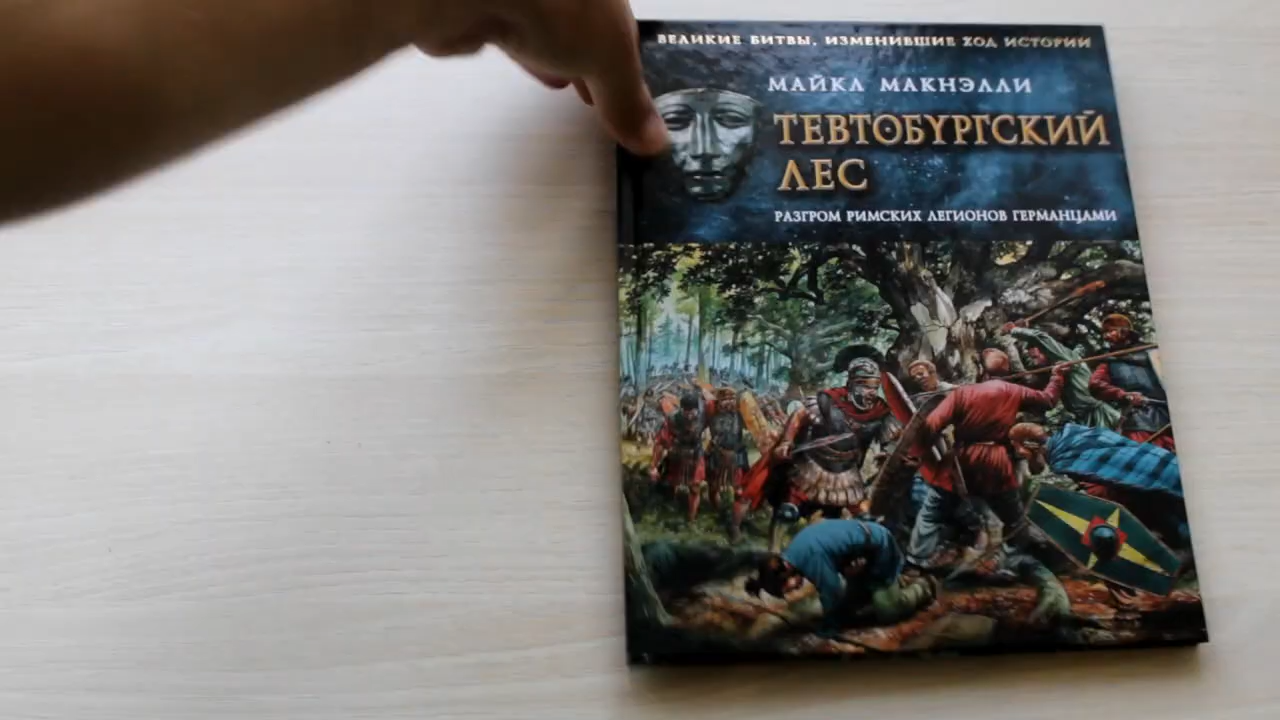 ВЕЛИКИЕ БИТВЫ, ИЗМЕНИВШИЕ ХОД ИСТОРИИ
МАЙКЛ МАКНЭЛЛИ
ТЕВТОБУРГСКИЙ
ЛЕС
РАЗГРОМ РИМСКИХ ЛЕГИОНОВ ГЕРМАНЦАМИ